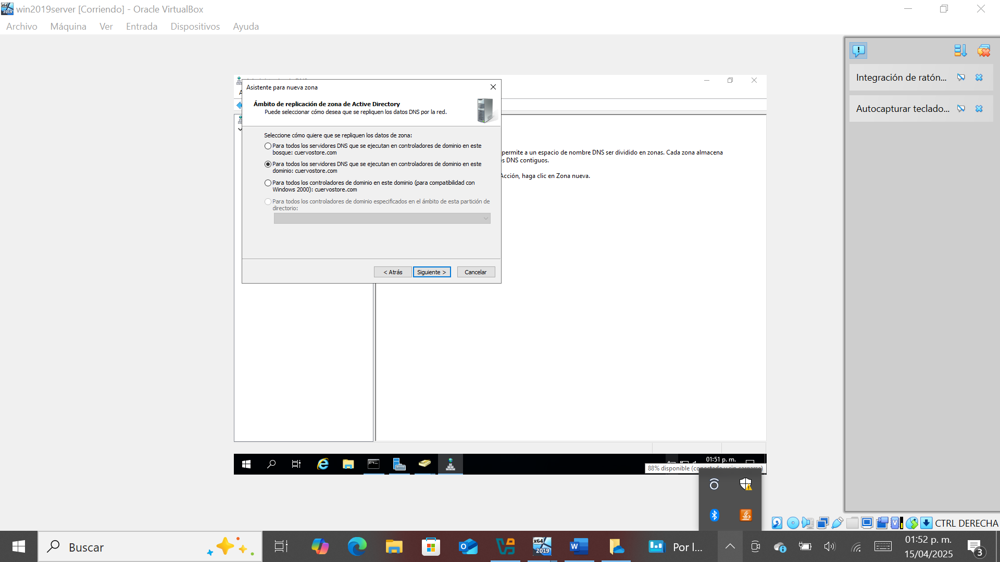 win2019server [Corriendo] - Oracle VirtualBox
Archivo Máquina Ver Entrada Dispositivos Ayuda
Integración de ratón...
Autocapturar teclado...
Asistente para nueva zona
Ámbito de replicación de zona de Active Directory
Puede seleccionar cómo desea que se repliquen los datos DNS por la red.
Seleccione cómo quiere que se repliquen los datos de zona:
Para todos los servidores DNS que se ejecutan en controladores de dominio en este
bosque: cuervostore.com
Para todos los servidores DNS que se ejecutan en controladores de dominio en este
dominio: cuervostore.com
Para todos los controladores de dominio en este dominio (para compatibilidad con
Windows 2000): cuervostore.com
Para todos los controladores de dominio especificados en el ámbito de esta partición de
directorio:
< Atrás Siguiente > Cancelar
permite a un espacio de nombre DNS ser dividido en zonas. Cada zona almacena
s DNS contiguos.
Acción, haga clic en Zona nueva.
01:51 p. m.
88% disponible (conectado y sin cargarse)
CTRL DERECHA
Buscar
x64
2019
Por l...
01:52 p. m.
15/04/2025
3